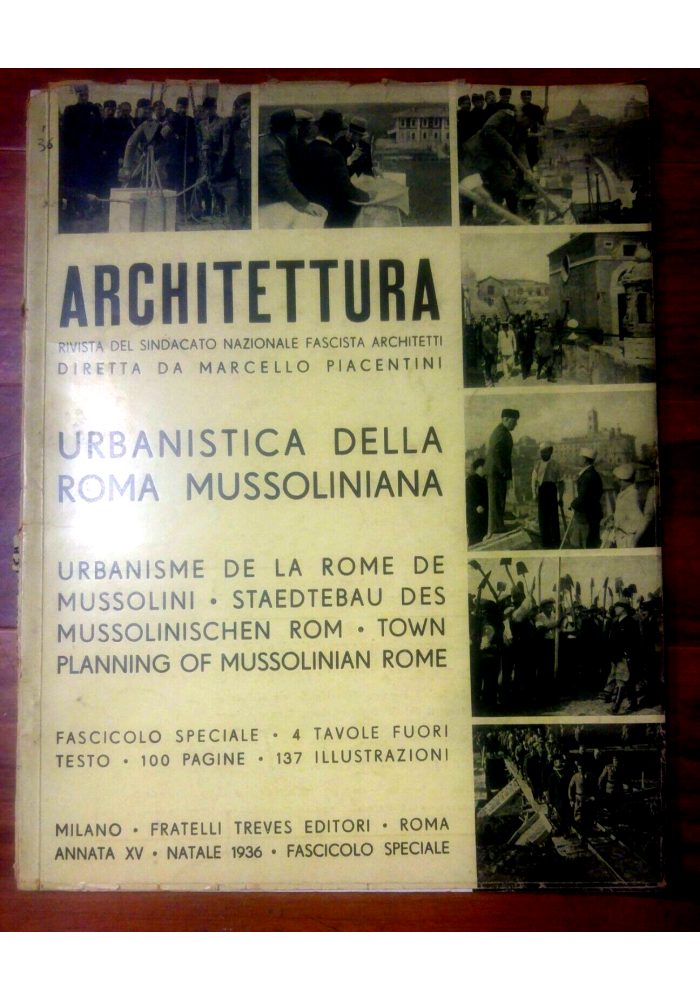 36
ARCHITETTURA
RIVISTA DEL SINDACATO NAZIONALE FASCISTA ARCHITETTI
DIRETTA DA MARCELLO PIACENTINI
URBANISTICA DELLA
ROMA MUSSOLINIANA
URBANISME DE LA ROME DE
MUSSOLINI • STAEDTEBAU DES
MUSSOLINISCHEN ROM • TOWN
PLANNING OF MUSSOLINIAN ROME
FASCICOLO SPECIALE • 4 TAVOLE FUORI
TESTO • 100 PAGINE • 137 ILLUSTRAZIONI
MILANO • FRATELLI TREVES EDITORI • ROMA
ANNATA XV • NATALE 1936 • FASCICOLO SPECIALE